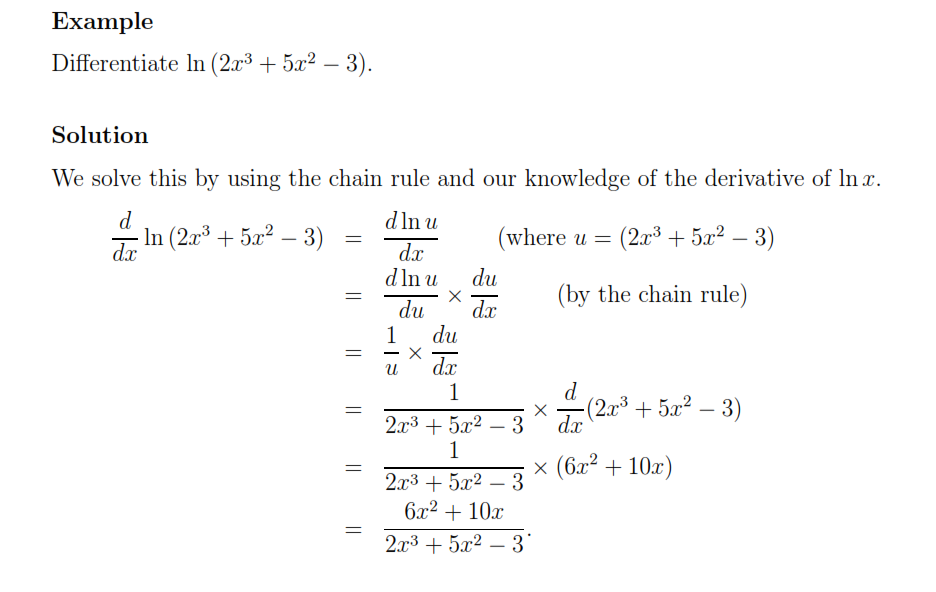 Example
Differentiate ln (2x³ + 5x² − 3).
Solution
We solve this by using the chain rule and our knowledge of the derivative of ln x.
d/dx ln (2x³ + 5x² − 3) = d ln u/dx (where u = (2x³ + 5x² − 3)
= d ln u/du × du/dx (by the chain rule)
= 1/u × du/dx
= 1/(2x³ + 5x² − 3) × d/dx (2x³ + 5x² − 3)
= 1/(2x³ + 5x² − 3) × (6x² + 10x)
= (6x² + 10x)/(2x³ + 5x² − 3).